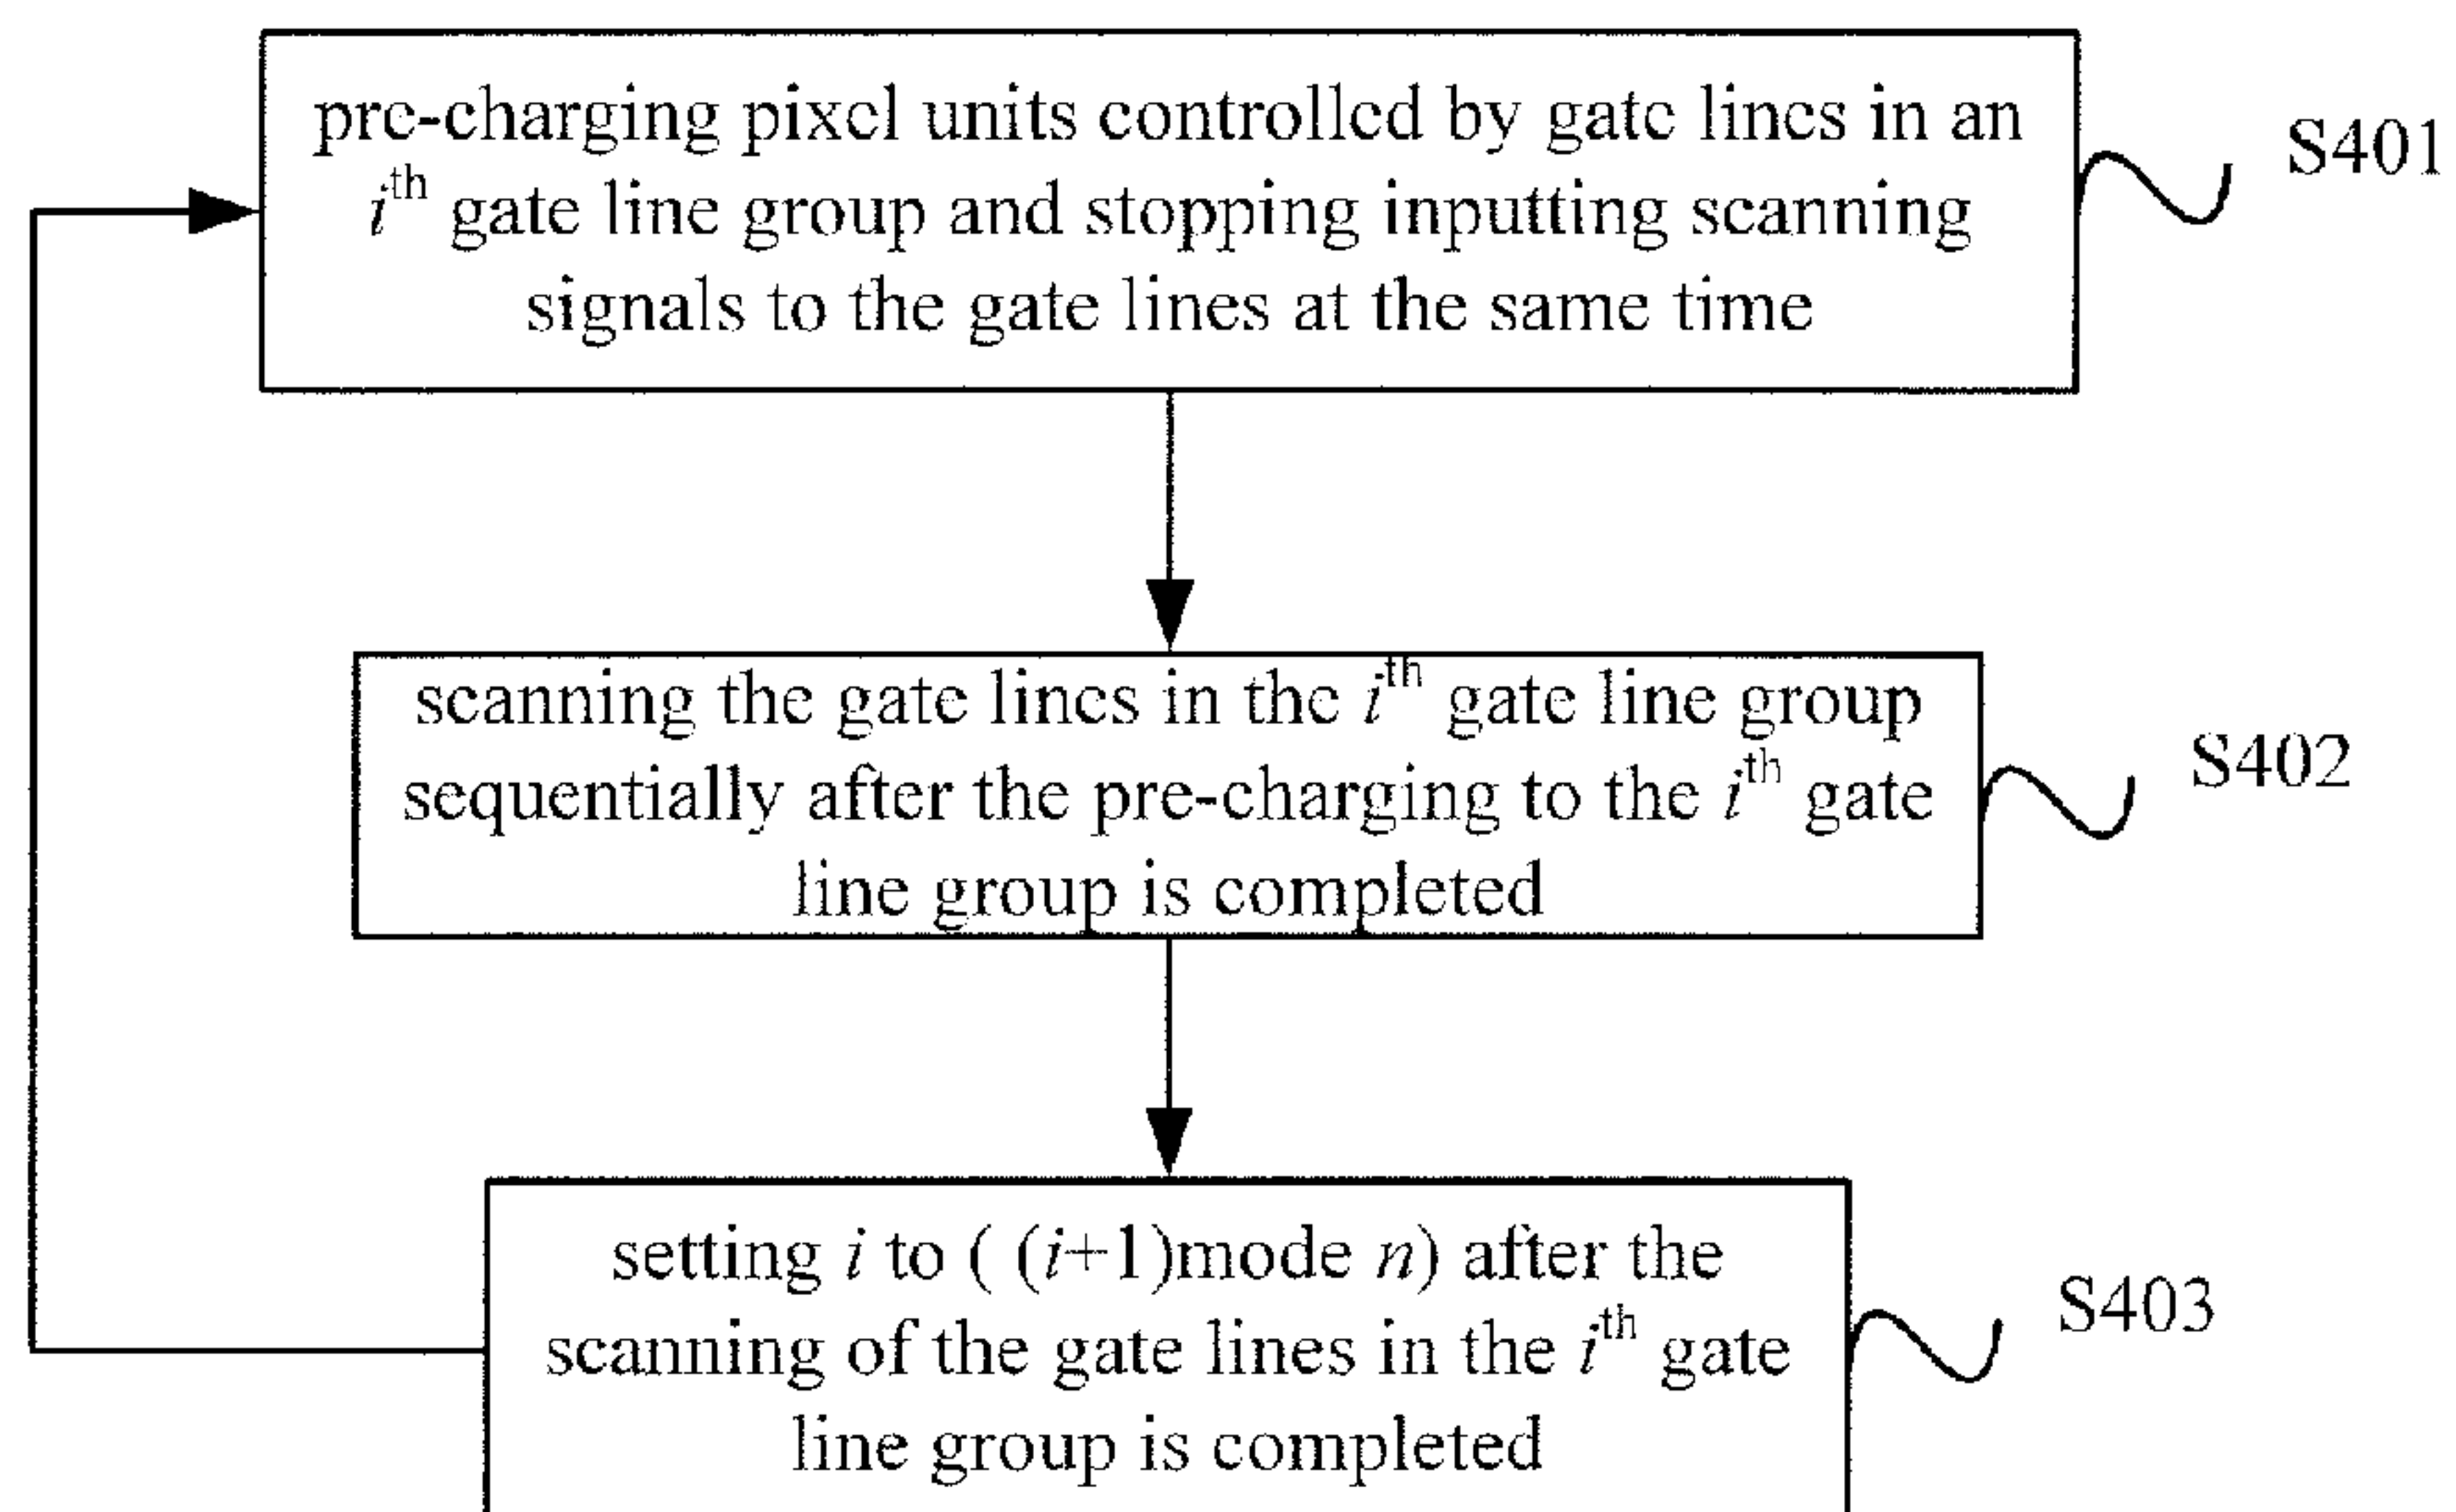 pre-charging pixel units controlled by gate lines in an
i^th gate line group and stopping inputting scanning
signals to the gate lines at the same time
S401
scanning the gate lines in the i^th gate line group
sequentially after the pre-charging to the i^th gate
line group is completed
S402
setting i to ( (i+1)mode n) after the
scanning of the gate lines in the i^th gate
line group is completed
S403